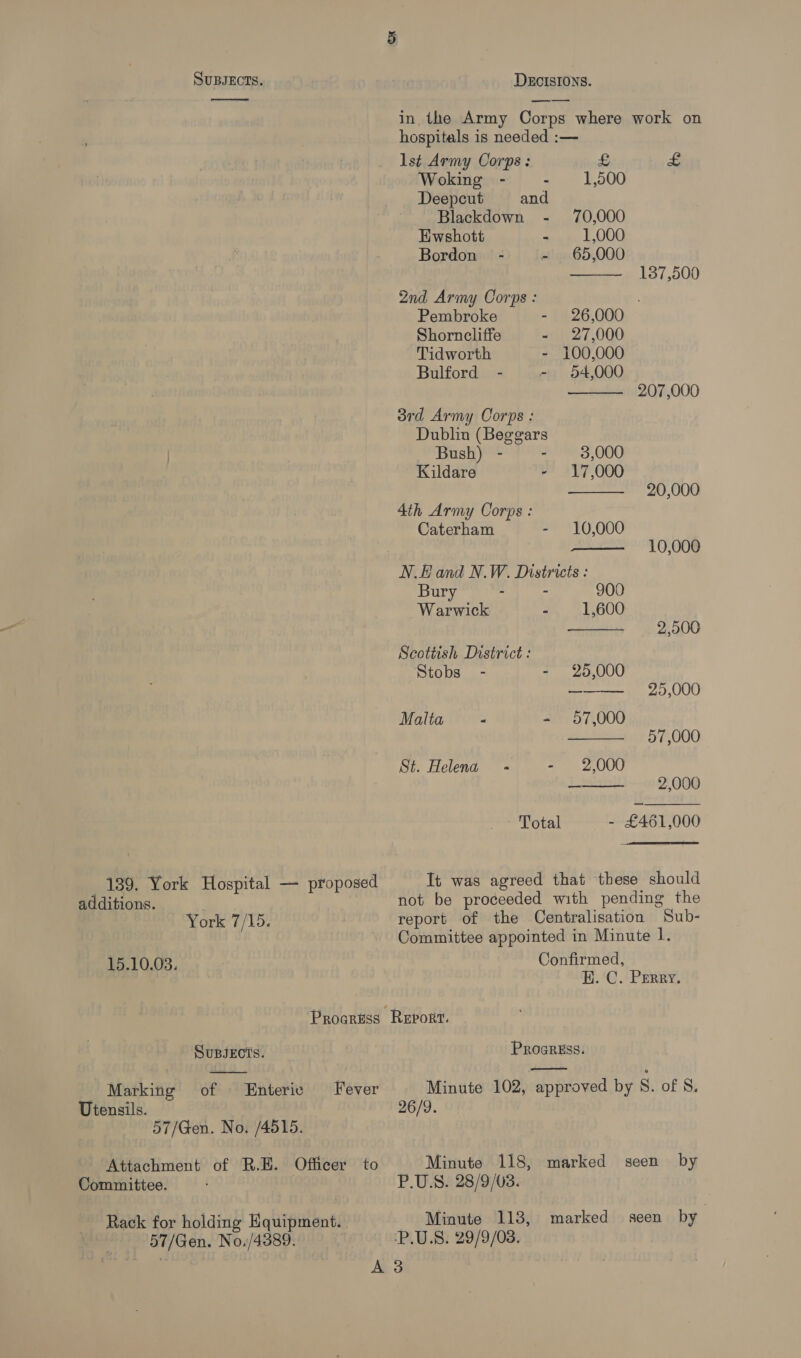 5
SUBJECTS.
DECISIONS.
in the Army Corps where work on
hospitals is needed :—
1st Army Corps: £ £
Woking - - 1,500
Deepcut and
Blackdown - 70,000
Ewshott - 1,000
Bordon - - 65,000
137,500
2nd Army Corps:
Pembroke - 26,000
Shorncliffe - 27,000
Tidworth - 100,000
Bulford - - 54,000
207,000
3rd Army Corps:
Dublin (Beggars
Bush) - - 3,000
Kildare - 17,000
20,000
4th Army Corps:
Caterham - 10,000
10,000
N.E and N.W. Districts:
Bury - - 900
Warwick - 1,600
2,500
Scottish District:
Stobs - - 25,000
25,000
Malta - - 57,000
57,000
St. Helena - - 2,000
2,000
Total - £461,000
139. York Hospital — proposed
additions.
York 7/15.
15.10.03.
It was agreed that these should
not be proceeded with pending the
report of the Centralisation Sub-
Committee appointed in Minute 1.
Confirmed,
E. C. PERRY.
PROGRESS REPORT.
SUBJECTS.
PROGRESS.
Marking of Enteric Fever
Utensils.
57/Gen. No. /4515.
Minute 102, approved by S. of S.
26/9.
Attachment of R.E. Officer to
Committee.
Minute 118, marked seen by
P.U.S. 28/9/03.
Rack for holding Equipment.
57/Gen. No./4389.
Minute 113, marked seen by
P.U.S. 29/9/03.
A 3